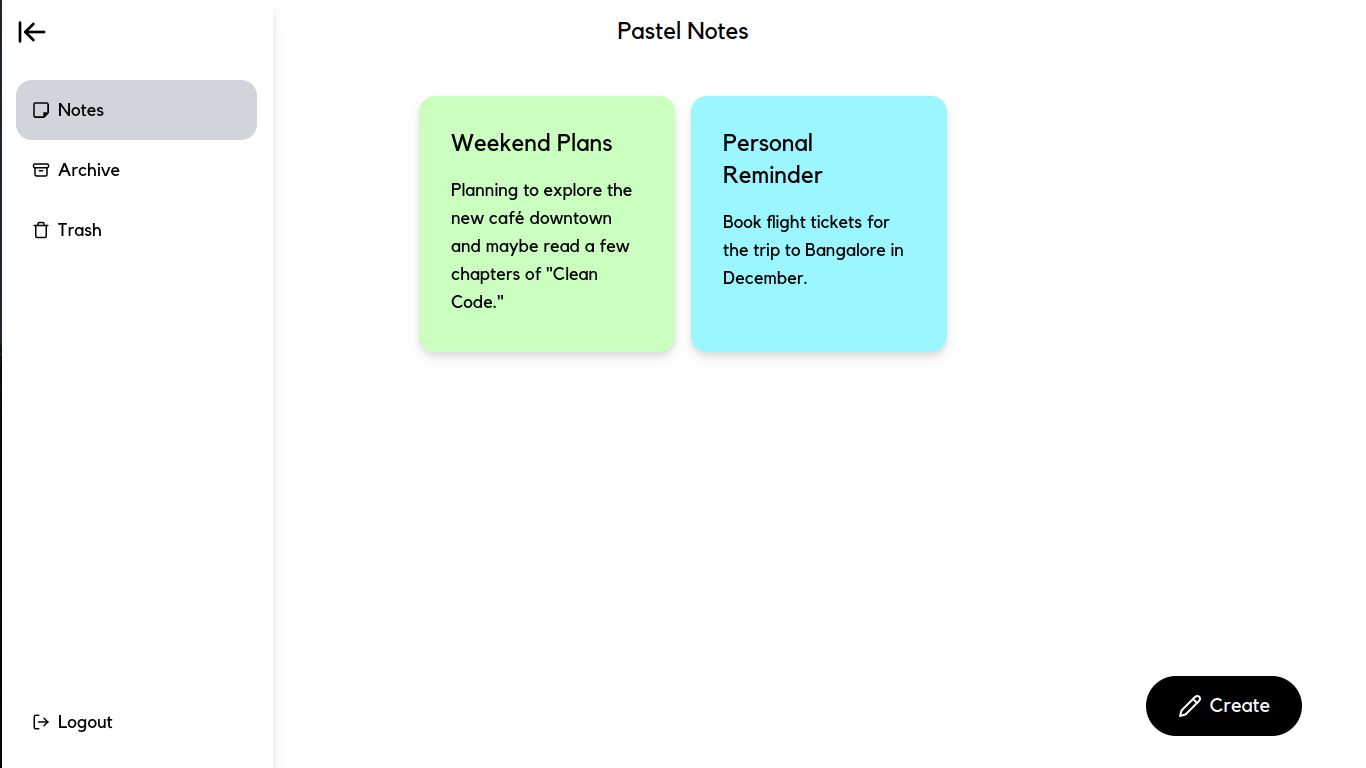 Pastel Notes
Notes
Archive
Trash
Logout
Weekend Plans
Planning to explore the
new café downtown
and maybe read a few
chapters of "Clean
Code."
Personal
Reminder
Book flight tickets for
the trip to Bangalore in
December.
Create